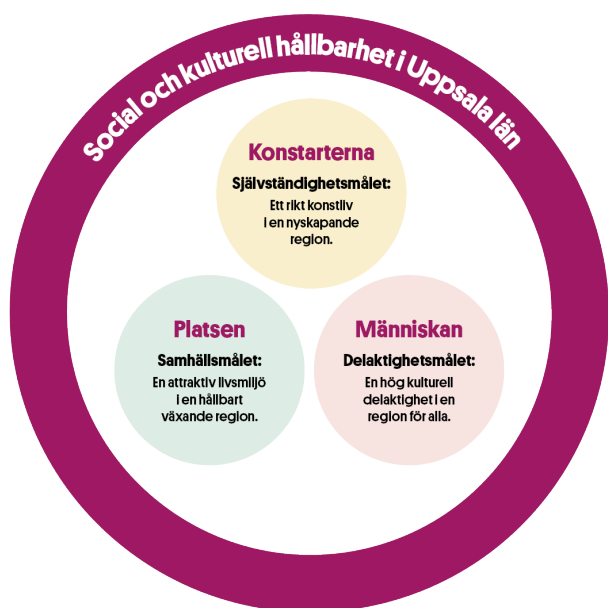 Social och kulturell hållbarhet i Uppsala län
Konstarterna
Självständighetsmålet:
Ett rikt konstliv
i en nyskapande
region.
Platsen
Samhällsmålet:
En attraktiv livsmiljö
i en hållbart
växande region.
Människan
Delaktighetsmålet:
En hög kulturell
delaktighet i en
region för alla.